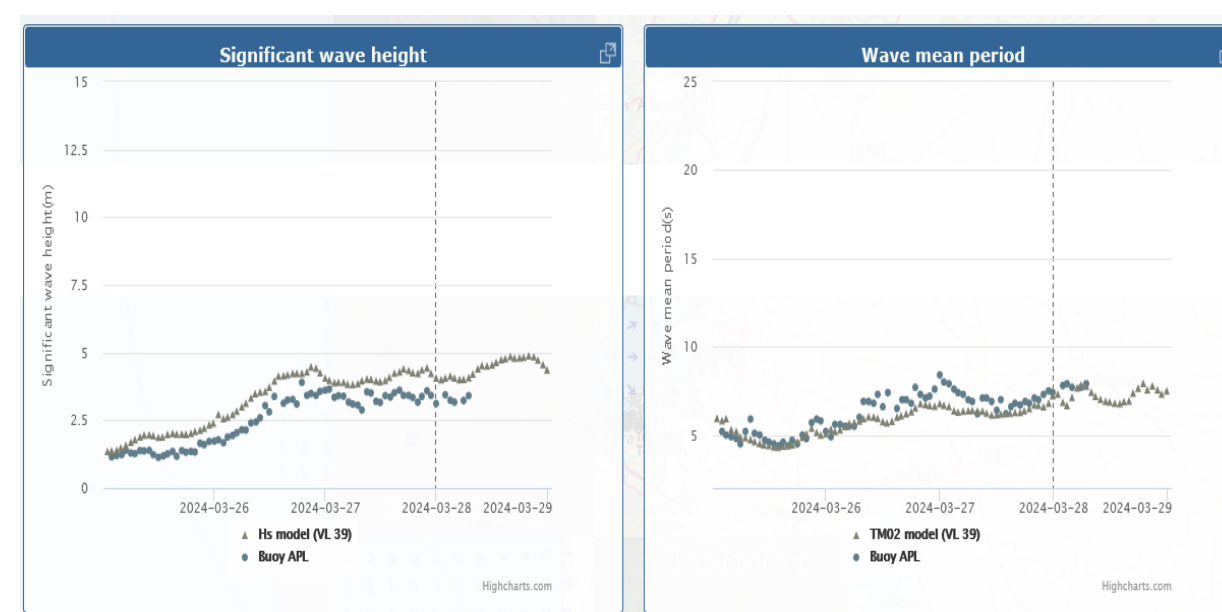 Significant wave height
15
12.5
10
7.5
5
2.5
0
Significant wave height(m)
2024-03-26 2024-03-27 2024-03-28 2024-03-29
Hs model (VL 39)
Buoy APL
Highcharts.com
Wave mean period
25
20
15
10
5
Wave mean period(s)
2024-03-26 2024-03-27 2024-03-28 2024-03-29
TM02 model (VL 39)
Buoy APL
Highcharts.com